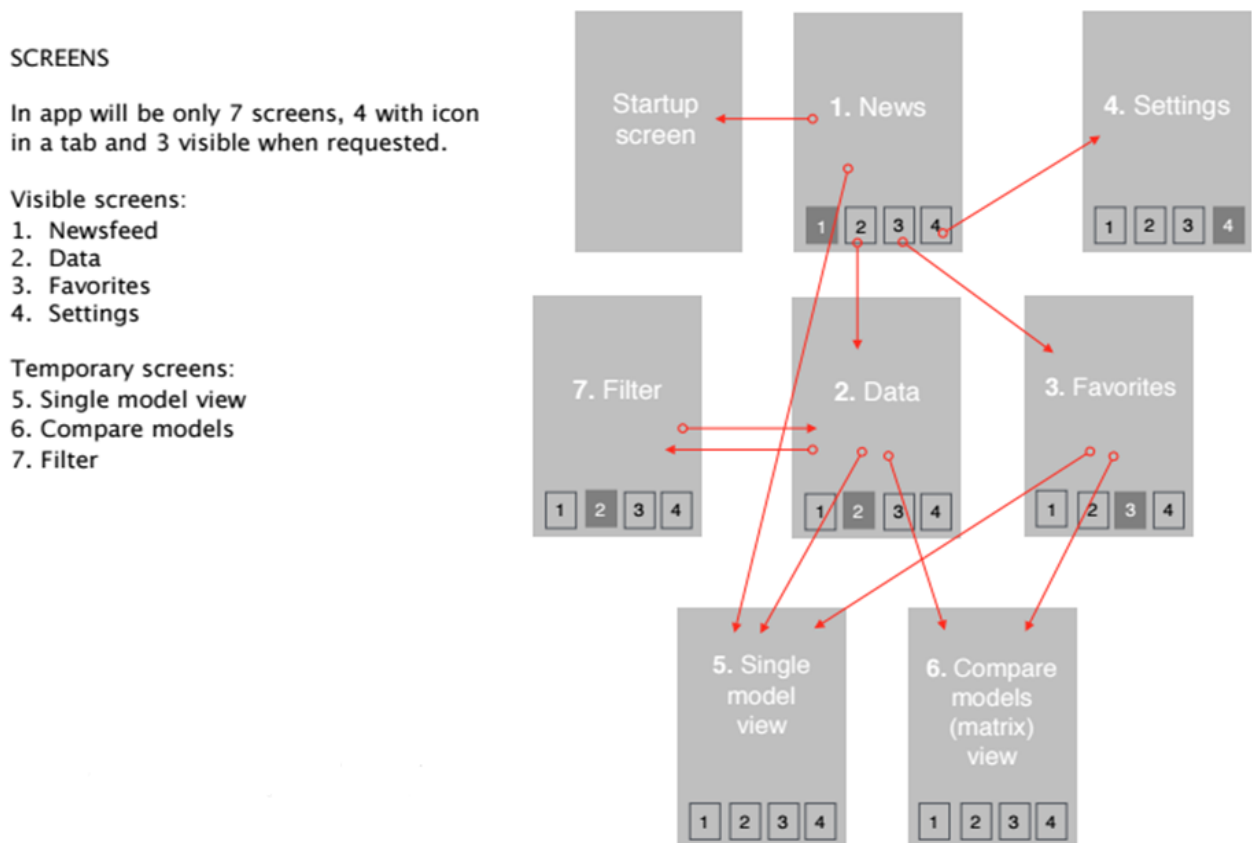 SCREENS
In app will be only 7 screens, 4 with icon
in a tab and 3 visible when requested.
Visible screens:
1. Newsfeed
2. Data
3. Favorites
4. Settings
Temporary screens:
5. Single model view
6. Compare models
7. Filter
Startup
screen
1. News
1 2 3 4
4. Settings
1 2 3 4
7. Filter
1 2 3 4
2. Data
1 2 3 4
3. Favorites
1 2 3 4
5. Single
model
view
1 2 3 4
6. Compare
models
(matrix)
view
1 2 3 4